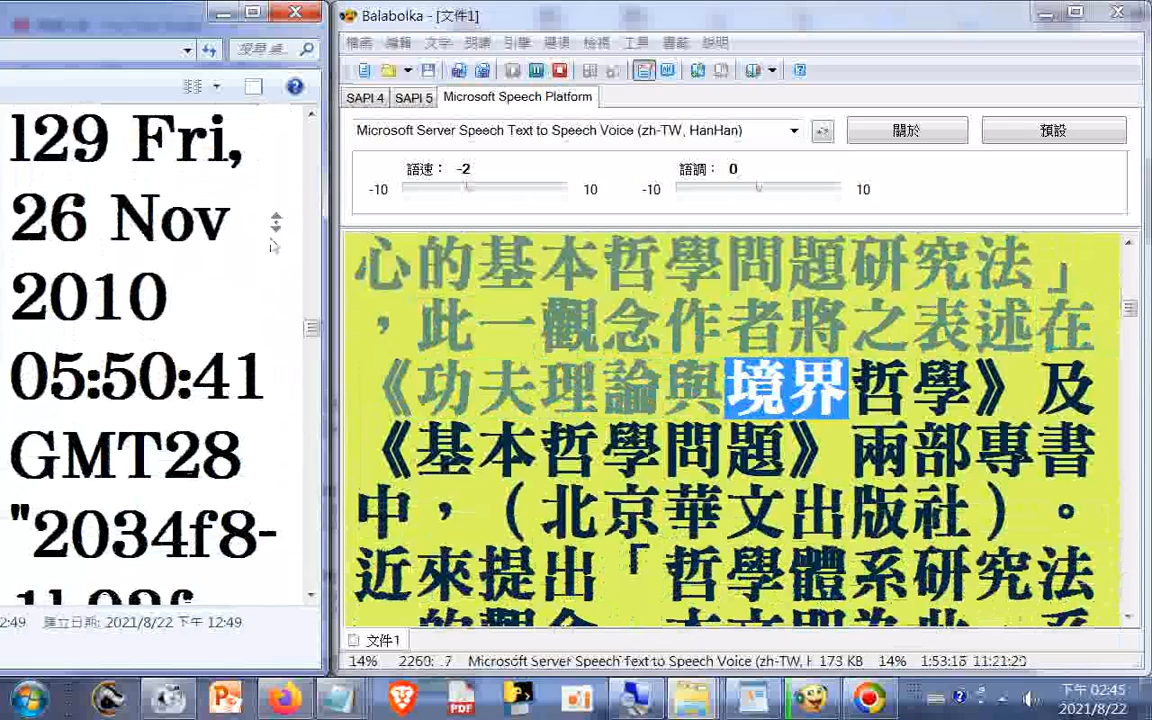 Balabolka - [文件1]
檔案 編輯 文字 朗讀 引擎 選項 檢視 工具 書籤 說明
SAPI 4 SAPI 5 Microsoft Speech Platform
Microsoft Server Speech Text to Speech Voice (zh-TW, HanHan) 關於 預設
語速： -2 語調： 0
-10 10 -10 10
心的基本哲學問題研究法」
，此一觀念作者將之表述在
《功夫理論與境界哲學》及
《基本哲學問題》兩部專書
中，（北京華文出版社）。
近來提出「哲學體系研究法
文件1
14% Microsoft Server Speech Text to Speech Voice (zh-TW, H 173 KB 14% 11:21:20
l29 Fri,
26 Nov
2010
05:50:41
GMT28
"2034f8-
2:49 建立日期: 2021/8/22 下午 12:49
PDF
下午 02:45
2021/8/22